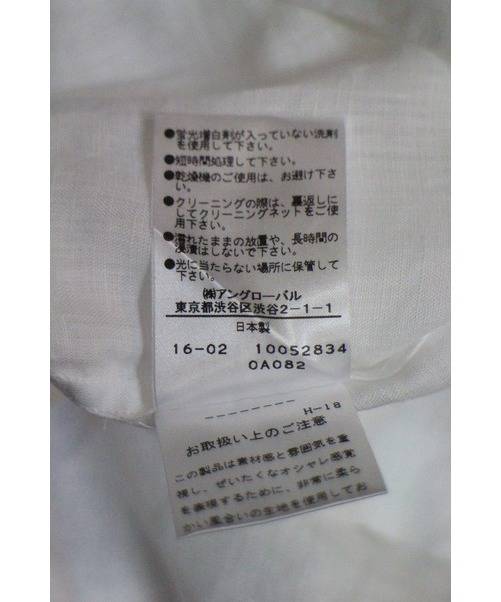 ●蛍光増白剤が入っていない洗剤
を使用して下さい。
●短時間処理して下さい。
●乾燥機のご使用は、お避け下さ
い。
●クリーニングの際は、裏返しに
してクリーニングネットをご使
用下さい。
●濡れたままの放置や、長時間の
浸漬はしないで下さい。
●光に当たらない場所に保管して
下さい。
㈱アングローバル
東京都渋谷区渋谷2-1-1
日本製
16-02 10052834
0A082
--------
H-18
お取扱い上のご注意
この製品は素材感と雰囲気を重
視し、ぜいたくなオシャレ感覚
を表現するために、非常に柔ら
かい風合いの生地を使用してお